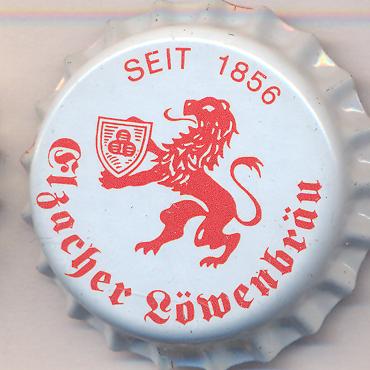 SEIT 1856
Elzacher Löwenbräu